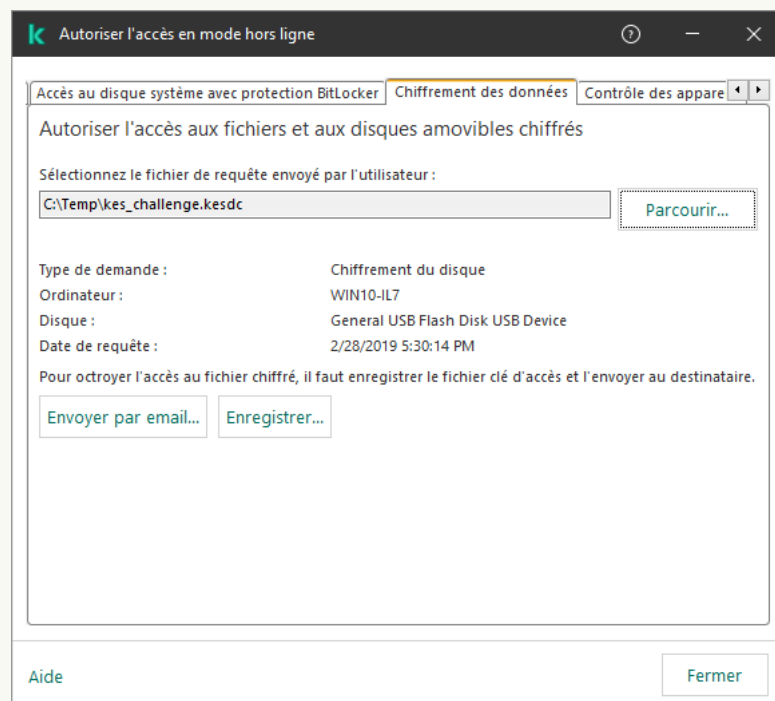 Autoriser l'accès en mode hors ligne
Accès au disque système avec protection BitLocker Chiffrement des données Contrôle des appare
Autoriser l'accès aux fichiers et aux disques amovibles chiffrés
Sélectionnez le fichier de requête envoyé par l'utilisateur :
C:\Temp\kes_challenge.kesdc Parcourir...
Type de demande : Chiffrement du disque
Ordinateur : WIN10-IL7
Disque : General USB Flash Disk USB Device
Date de requête : 2/28/2019 5:30:14 PM
Pour octroyer l'accès au fichier chiffré, il faut enregistrer le fichier clé d'accès et l'envoyer au destinataire.
Envoyer par email... Enregistrer...
Aide Fermer